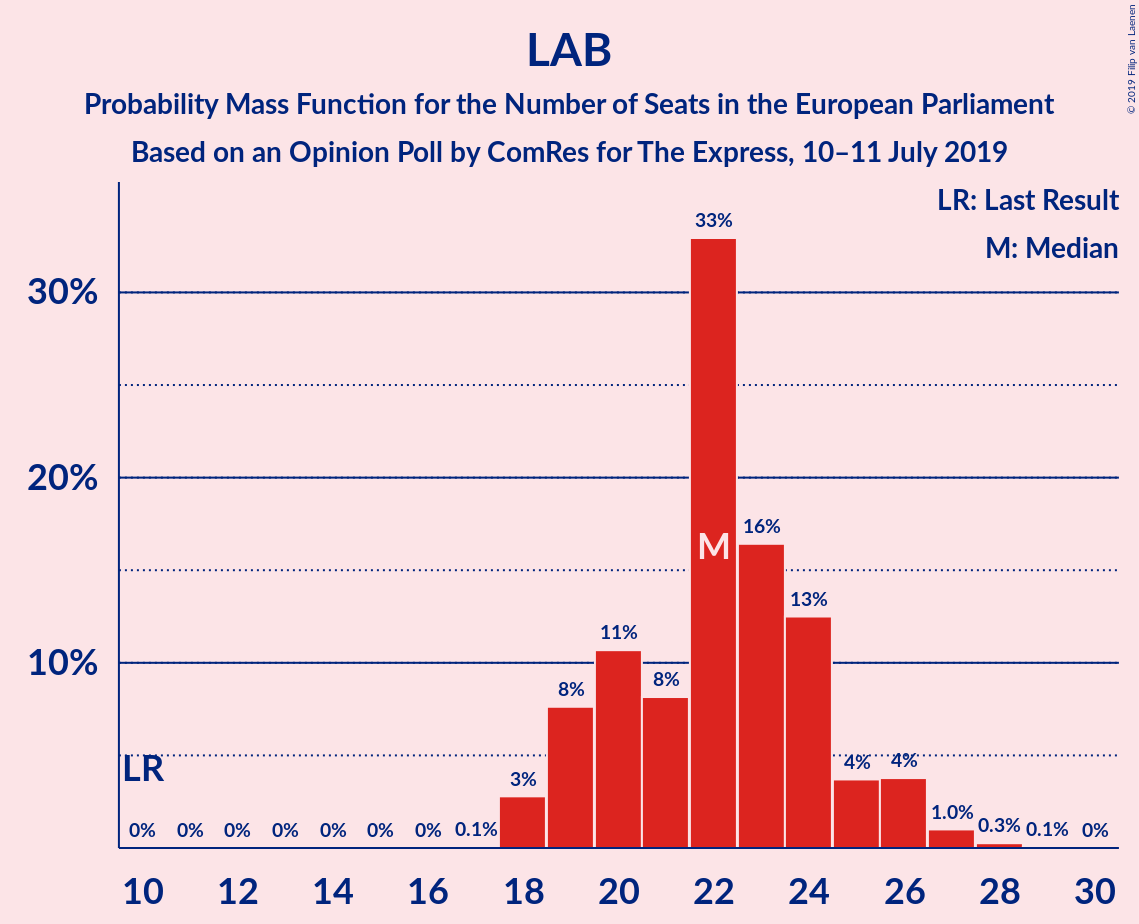 LAB
Probability Mass Function for the Number of Seats in the European Parliament
Based on an Opinion Poll by ComRes for The Express, 10–11 July 2019
© 2019 Filip van Laenen
LR: Last Result
M: Median
30%
20%
10%
LR
M
0% 0% 0% 0% 0% 0% 0% 0.1% 3% 8% 11% 8% 33% 16% 13% 4% 4% 1.0% 0.3% 0.1% 0%
10 12 14 16 18 20 22 24 26 28 30